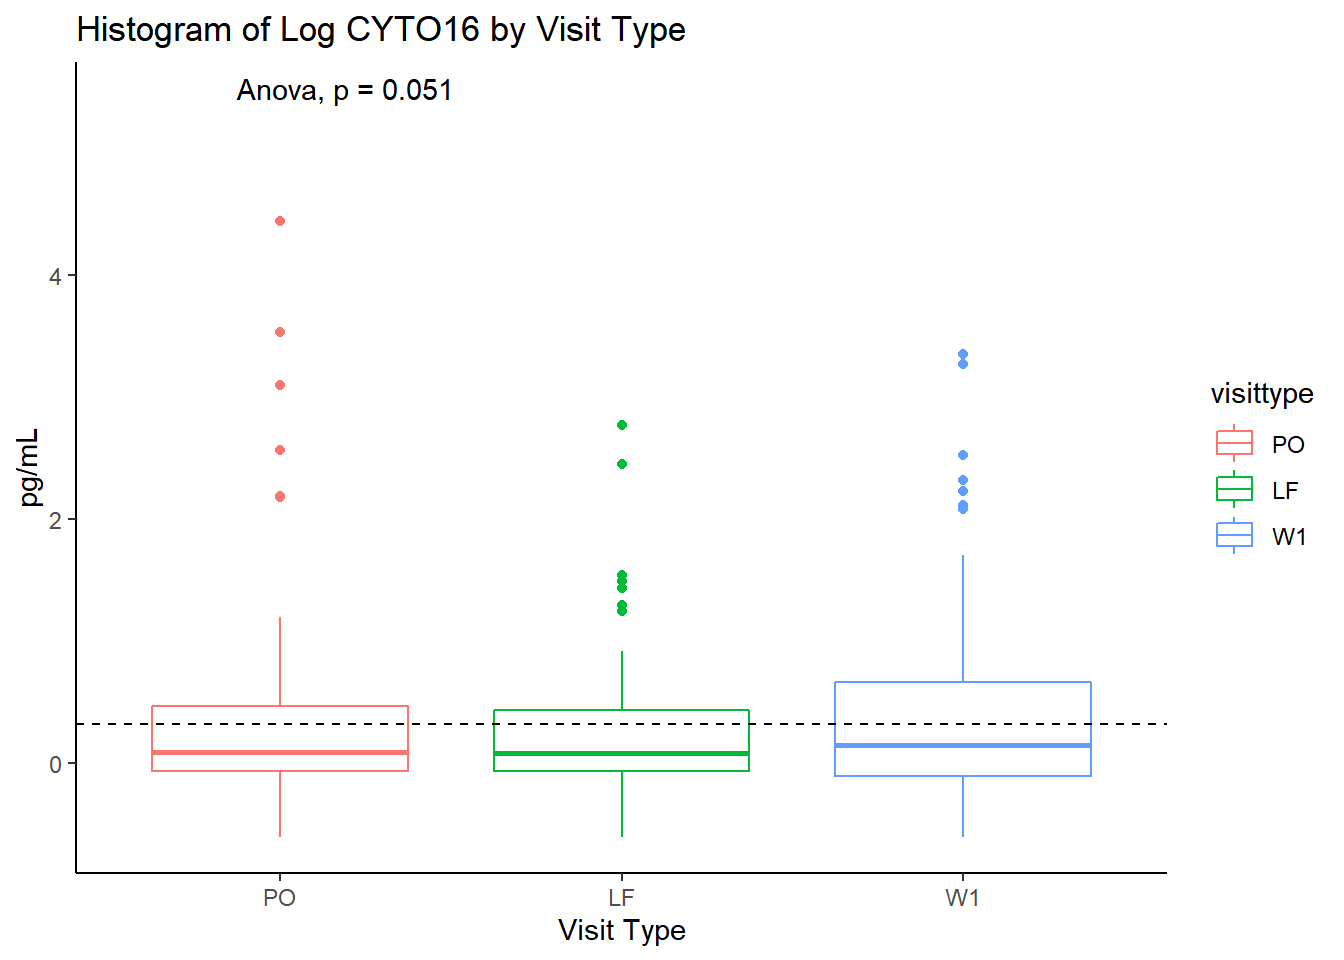 Histogram of Log CYTO16 by Visit Type
Anova, p = 0.051
4
2
0
pg/mL
PO
LF
W1
Visit Type
visittype
PO
LF
W1